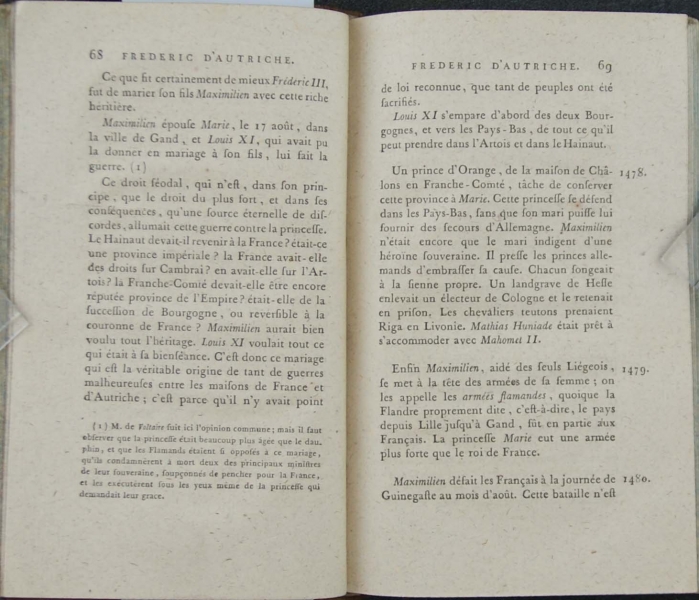 68 FREDERIC D'AUTRICHE.
Ce que fit certainement de mieux Fréderic III,
fut de marier son fils Maximilien avec cette riche
héritière.
Maximilien épouse Marie, le 17 août, dans
la ville de Gand, et Louis XI, qui avait pu
la donner en mariage à son fils, lui fait la
guerre. (1)
Ce droit féodal, qui n'est, dans son prin-
cipe, que le droit du plus fort, et dans ses
conséquences, qu'une source éternelle de dis-
cordes, allumait cette guerre contre la princesse.
Le Hainaut devait-il revenir à la France? était-ce
une province impériale? la France avait-elle
des droits sur Cambrai? en avait-elle sur l'Ar-
tois? la Franche-Comté devait-elle être encore
réputée province de l'Empire? était-elle de la
succession de Bourgogne, ou reversible à la
couronne de France? Maximilien aurait bien
voulu tout l'héritage. Louis XI voulait tout ce
qui était à sa bienséance. C'est donc ce mariage
qui est la véritable origine de tant de guerres
malheureuses entre les maisons de France et
d'Autriche; c'est parce qu'il n'y avait point
(1) M. de Voltaire suit ici l'opinion commune; mais il faut
observer que la princesse était beaucoup plus âgée que le dau-
phin, et que les Flamands étaient si opposés à ce mariage,
qu'ils condamnèrent à mort deux des principaux ministres
de leur souveraine, soupçonnés de pencher pour la France,
et les exécutèrent sous les yeux même de la princesse qui
demandait leur grace.
FREDERIC D'AUTRICHE. 69
de loi reconnue, que tant de peuples ont été
sacrifiés.
Louis XI s'empare d'abord des deux Bour-
gognes, et vers les Pays-Bas, de tout ce qu'il
peut prendre dans l'Artois et dans le Hainaut.
Un prince d'Orange, de la maison de Châ- 1478.
lons en Franche-Comté, tâche de conserver
cette province à Marie. Cette princesse se défend
dans les Pays-Bas, sans que son mari puisse lui
fournir des secours d'Allemagne. Maximilien
n'était encore que le mari indigent d'une
héroïne souveraine. Il presse les princes alle-
mands d'embrasser sa cause. Chacun songeait
à la sienne propre. Un landgrave de Hesse
enlevait un électeur de Cologne et le retenait
en prison. Les chevaliers teutons prenaient
Riga en Livonie. Mathias Huniade était prêt à
s'accommoder avec Mahomet II.
Enfin Maximilien, aidé des seuls Liégeois, 1479.
se met à la tête des armées de sa femme; on
les appelle les armées flamandes, quoique la
Flandre proprement dite, c'est-à-dire, le pays
depuis Lille jusqu'à Gand, fût en partie aux
Français. La princesse Marie eut une armée
plus forte que le roi de France.
Maximilien défait les Français à la journée de 1480.
Guinegaste au mois d'août. Cette bataille n'est